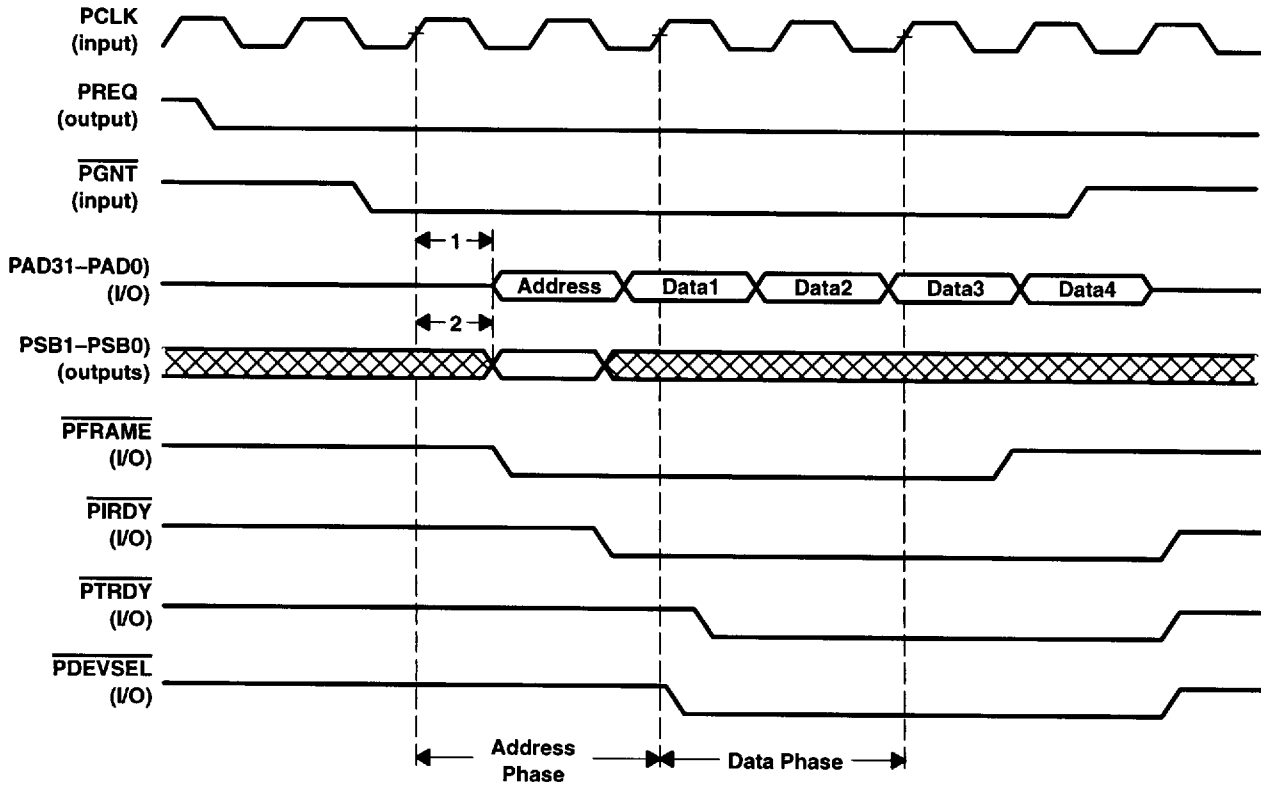 PCLK
(input)
PREQ
(output)
PGNT
(input)
1
PAD31–PAD0)
(I/O)
Address
Data1
Data2
Data3
Data4
2
PSB1–PSB0)
(outputs)
PFRAME
(I/O)
PIRDY
(I/O)
PTRDY
(I/O)
PDEVSEL
(I/O)
Address
Phase
Data Phase